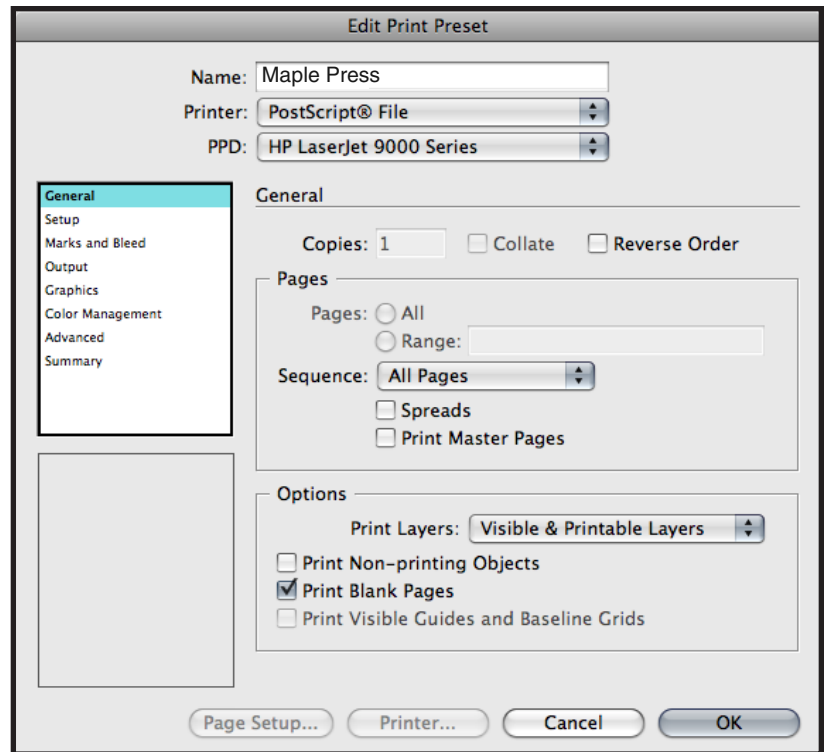 Edit Print Preset
Name: Maple Press
Printer: PostScript® File
PPD: HP LaserJet 9000 Series
General
Setup
Marks and Bleed
Output
Graphics
Color Management
Advanced
Summary
General
Copies: 1 Collate Reverse Order
Pages
Pages: All
Range:
Sequence: All Pages
Spreads
Print Master Pages
Options
Print Layers: Visible & Printable Layers
Print Non-printing Objects
Print Blank Pages
Print Visible Guides and Baseline Grids
Page Setup... Printer... Cancel OK